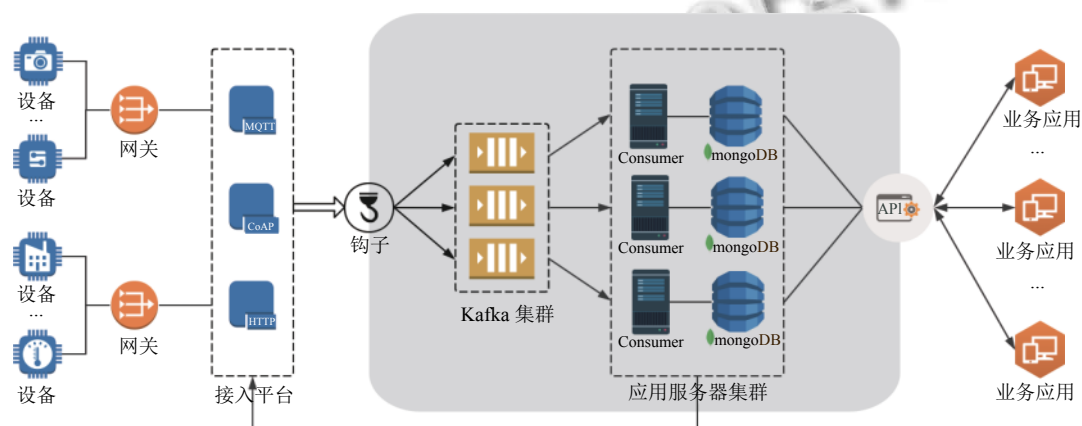 设备
...
设备
网关
设备
...
设备
网关
MQTT
CoAP
HTTP
接入平台
钩子
Kafka 集群
Consumer
mongoDB
Consumer
mongoDB
Consumer
mongoDB
应用服务器集群
API
业务应用
...
业务应用
...
业务应用